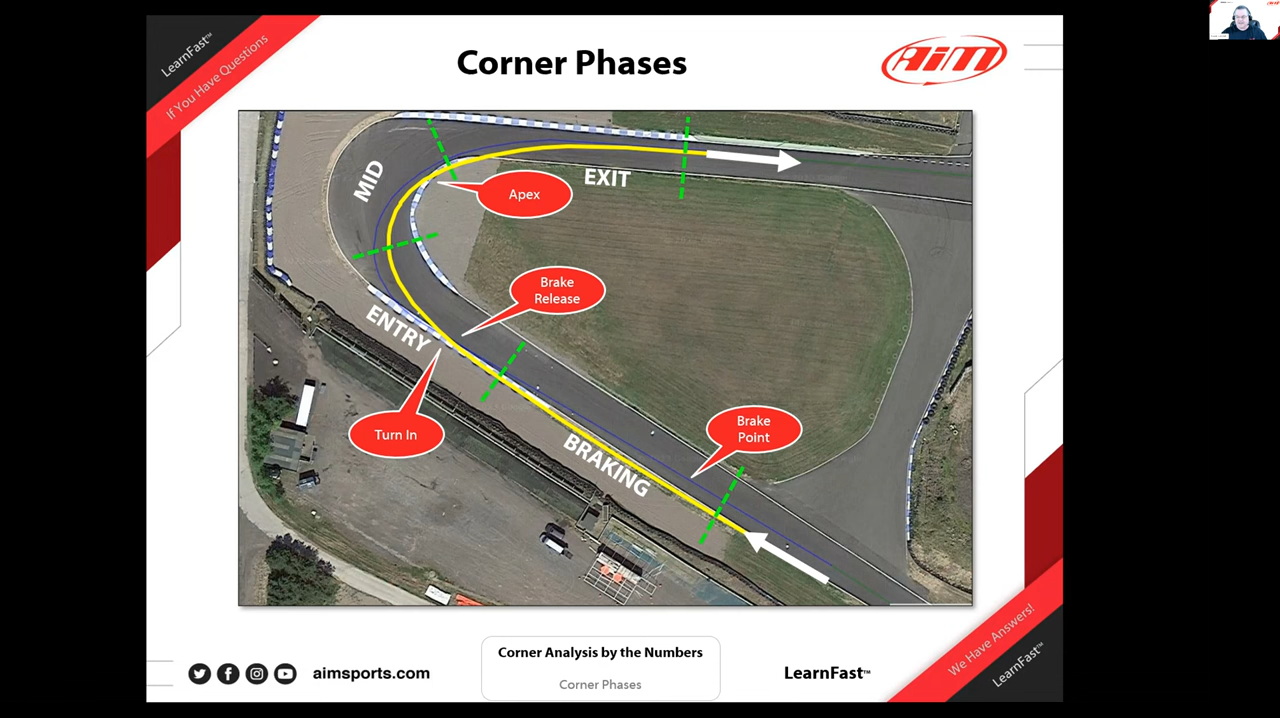 LearnFast™
If You Have Questions
Corner Phases
AiM
MID
EXIT
Apex
Brake
Release
ENTRY
Turn In
Brake
Point
BRAKING
aimsports.com
Corner Analysis by the Numbers
Corner Phases
LearnFast™
We Have Answers!
LearnFast™